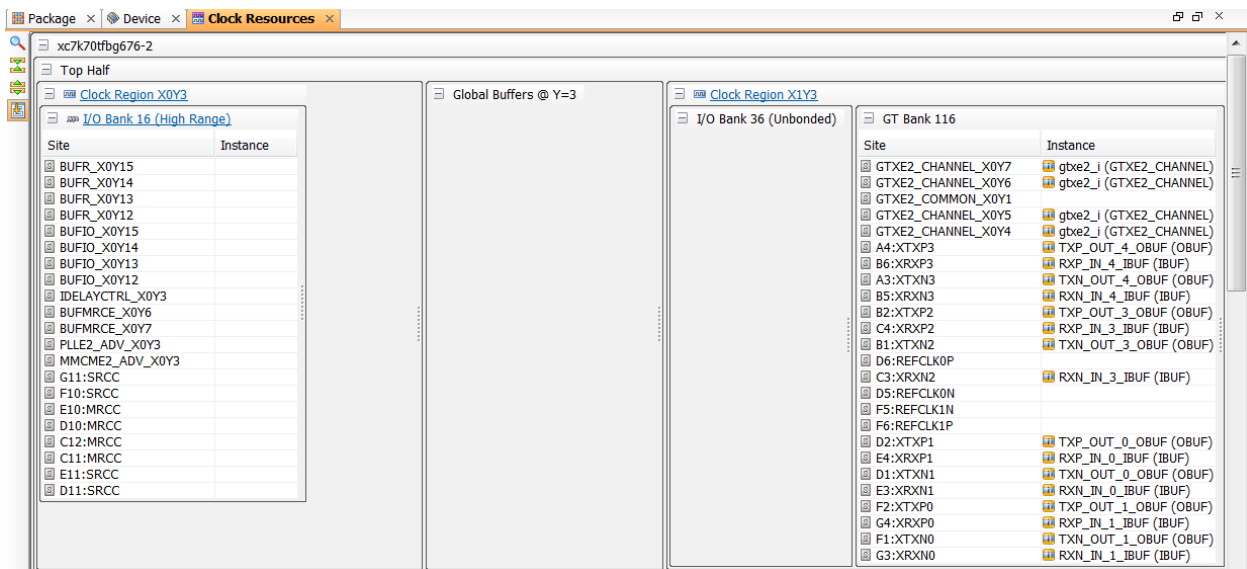 Package × Device × Clock Resources ×
xc7k70tfbg676-2
Top Half
Clock Region X0Y3
I/O Bank 16 (High Range)
Site Instance
BUFR_X0Y15
BUFR_X0Y14
BUFR_X0Y13
BUFR_X0Y12
BUFIO_X0Y15
BUFIO_X0Y14
BUFIO_X0Y13
BUFIO_X0Y12
IDELAYCTRL_X0Y3
BUFMRCE_X0Y6
BUFMRCE_X0Y7
PLLE2_ADV_X0Y3
MMCME2_ADV_X0Y3
G11:SRCC
F10:SRCC
E10:MRCC
D10:MRCC
C12:MRCC
C11:MRCC
E11:SRCC
D11:SRCC
Global Buffers @ Y=3
Clock Region X1Y3
I/O Bank 36 (Unbonded)
GT Bank 116
Site Instance
GTXE2_CHANNEL_X0Y7 gtxe2_i (GTXE2_CHANNEL)
GTXE2_CHANNEL_X0Y6 gtxe2_i (GTXE2_CHANNEL)
GTXE2_COMMON_X0Y1
GTXE2_CHANNEL_X0Y5 gtxe2_i (GTXE2_CHANNEL)
GTXE2_CHANNEL_X0Y4 gtxe2_i (GTXE2_CHANNEL)
A4:XTXP3 TXP_OUT_4_OBUF (OBUF)
B6:XRXP3 RXP_IN_4_IBUF (IBUF)
A3:XTXN3 TXN_OUT_4_OBUF (OBUF)
B5:XRXN3 RXN_IN_4_IBUF (IBUF)
B2:XTXP2 TXP_OUT_3_OBUF (OBUF)
C4:XRXP2 RXP_IN_3_IBUF (IBUF)
B1:XTXN2 TXN_OUT_3_OBUF (OBUF)
D6:REFCLK0P
C3:XRXN2 RXN_IN_3_IBUF (IBUF)
D5:REFCLK0N
F5:REFCLK1N
F6:REFCLK1P
D2:XTXP1 TXP_OUT_0_OBUF (OBUF)
E4:XRXP1 RXP_IN_0_IBUF (IBUF)
D1:XTXN1 TXN_OUT_0_OBUF (OBUF)
E3:XRXN1 RXN_IN_0_IBUF (IBUF)
F2:XTXP0 TXP_OUT_1_OBUF (OBUF)
G4:XRXP0 RXP_IN_1_IBUF (IBUF)
F1:XTXN0 TXN_OUT_1_OBUF (OBUF)
G3:XRXN0 RXN_IN_1_IBUF (IBUF)